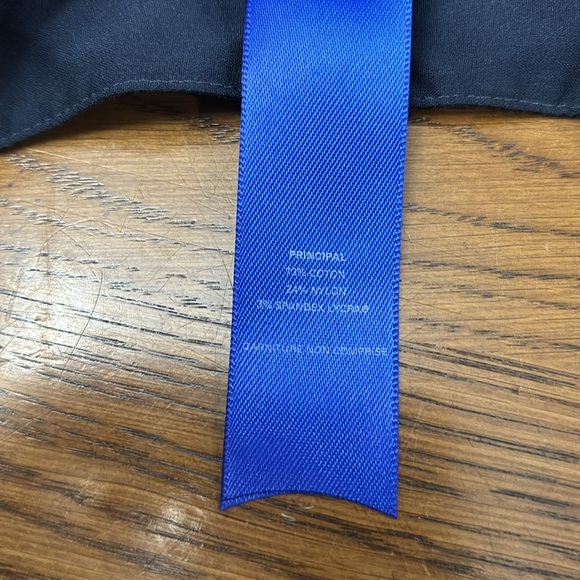 PRINCIPAL
73% COTON
24% NYLON
3% SPANDEX LYCRA®
GARNITURE NON COMPRISE